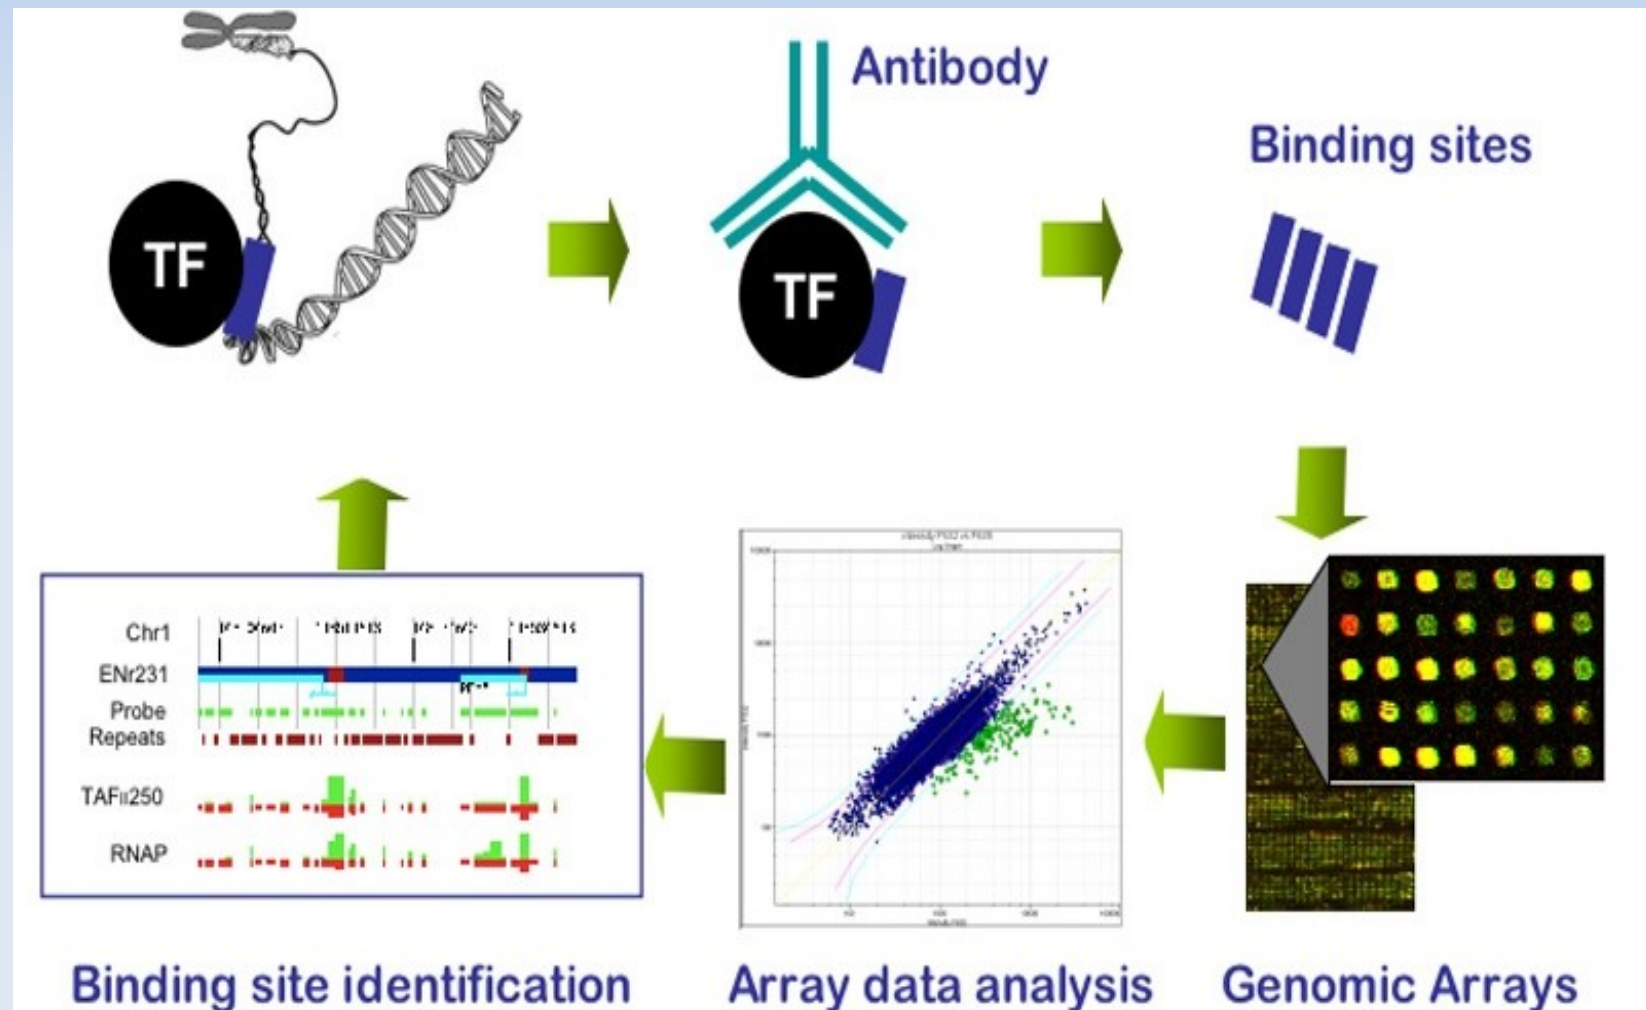 Antibody
Binding sites
TF
TF
Chr1
ENr231
Probe
Repeats
TAFII250
RNAP
Binding site identification
Array data analysis
Genomic Arrays